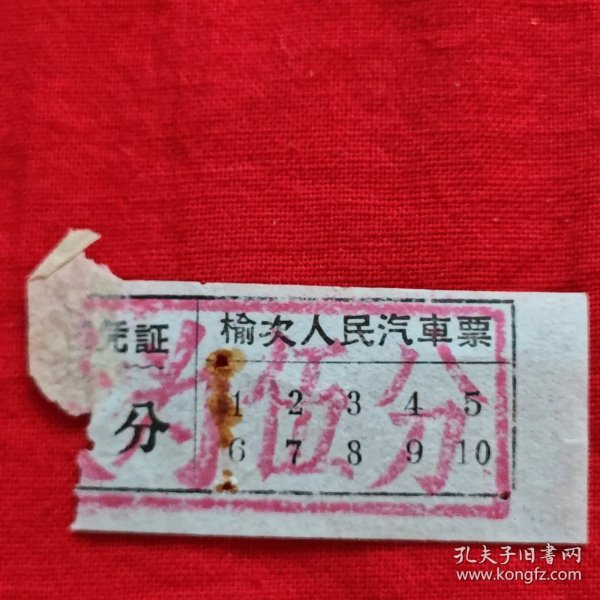 榆次人民汽車票
凭証
分
1 2 3 4 5
6 7 8 9 10
伍分
孔夫子旧书网
www.kongfz.com